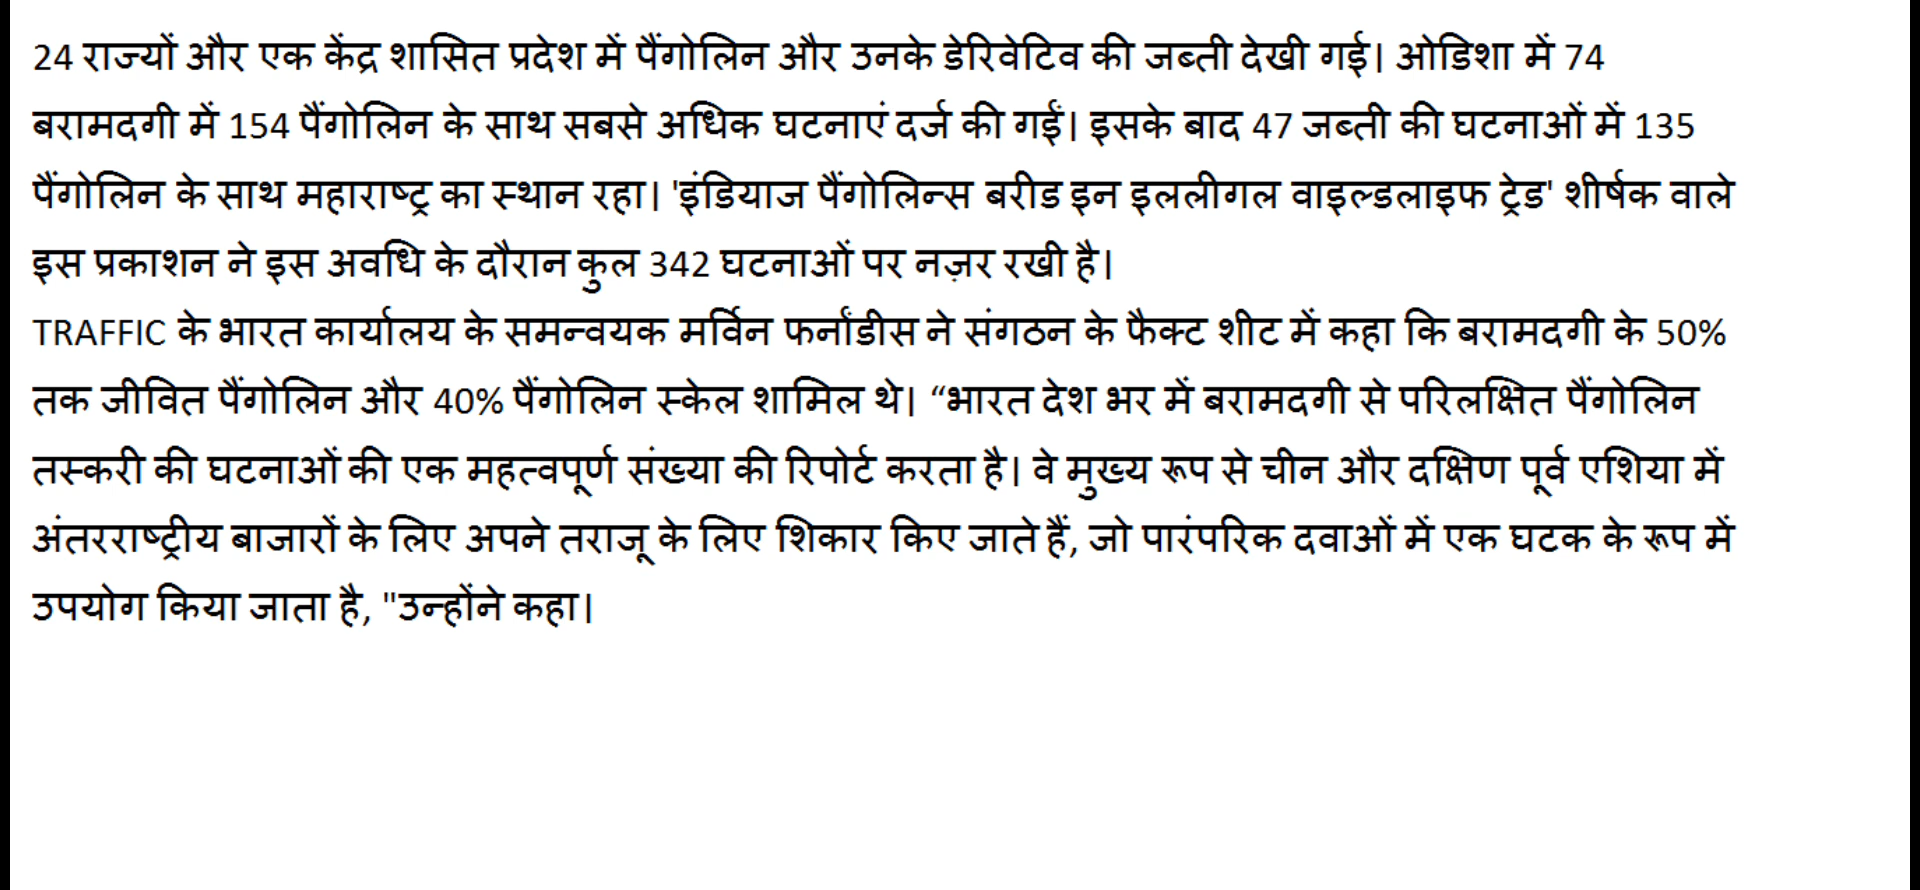 24 राज्यों और एक केंद्र शासित प्रदेश में पैंगोलिन और उनके डेरिवेटिव की जब्ती देखी गई। ओडिशा में 74
बरामदगी में 154 पैंगोलिन के साथ सबसे अधिक घटनाएं दर्ज की गईं। इसके बाद 47 जब्ती की घटनाओं में 135
पैंगोलिन के साथ महाराष्ट्र का स्थान रहा। 'इंडियाज पैंगोलिन्स बरीड इन इललीगल वाइल्डलाइफ ट्रेड' शीर्षक वाले
इस प्रकाशन ने इस अवधि के दौरान कुल 342 घटनाओं पर नज़र रखी है।
TRAFFIC के भारत कार्यालय के समन्वयक मर्विन फर्नांडीस ने संगठन के फैक्ट शीट में कहा कि बरामदगी के 50%
तक जीवित पैंगोलिन और 40% पैंगोलिन स्केल शामिल थे। “भारत देश भर में बरामदगी से परिलक्षित पैंगोलिन
तस्करी की घटनाओं की एक महत्वपूर्ण संख्या की रिपोर्ट करता है। वे मुख्य रूप से चीन और दक्षिण पूर्व एशिया में
अंतरराष्ट्रीय बाजारों के लिए अपने तराजू के लिए शिकार किए जाते हैं, जो पारंपरिक दवाओं में एक घटक के रूप में
उपयोग किया जाता है, "उन्होंने कहा।